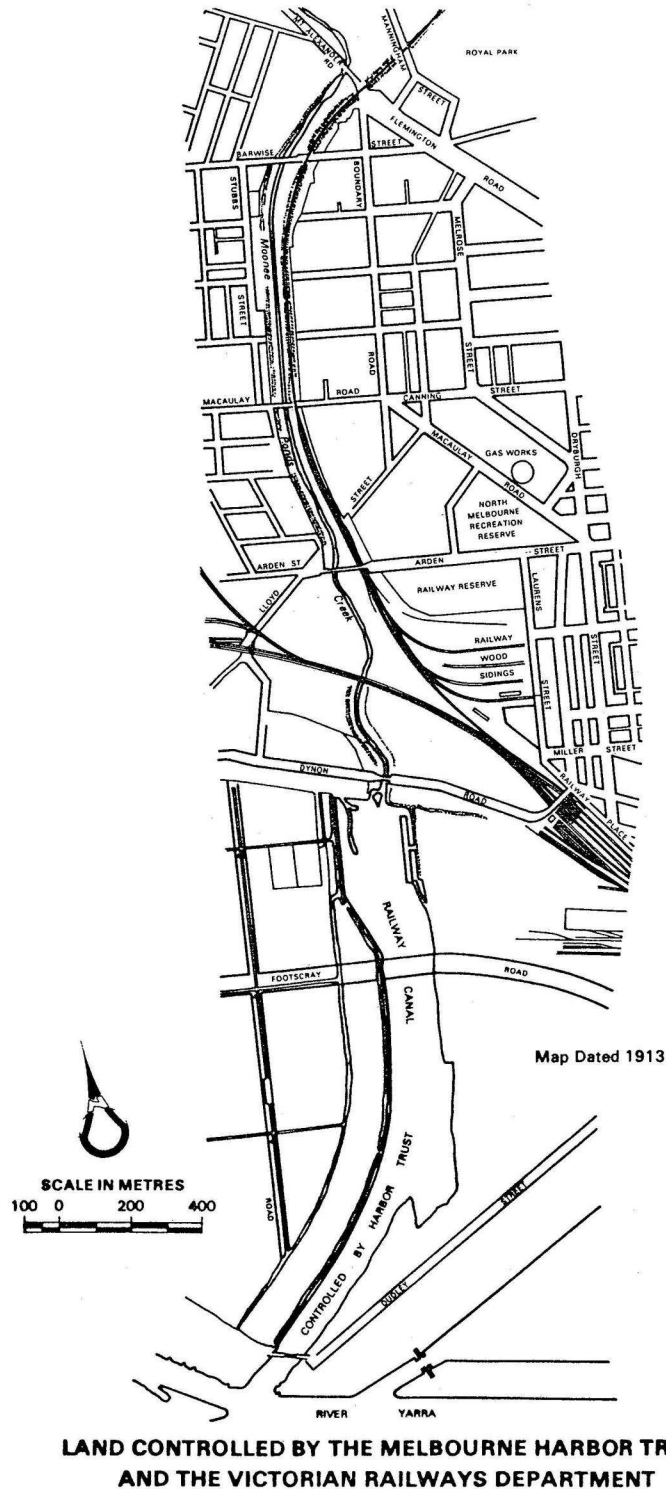 MT ALEXANDER
RD
MANNINGHAM
STREET
ROYAL PARK
FLEMINGTON
ROAD
BARWISE
STREET
STUBBS
STREET
Moonee
BOUNDARY
ROAD
MELROSE
STREET
MACAULAY
ROAD
CANNING
STREET
Ponds
STREET
MACAULAY
ROAD
GAS WORKS
DRYBURGH
NORTH
MELBOURNE
RECREATION
RESERVE
ARDEN ST
ARDEN
STREET
LLOYD
Creek
RAILWAY RESERVE
LAURENS
STREET
STREET
RAILWAY
WOOD
SIDINGS
MILLER
STREET
DYNON
ROAD
RAILWAY
PLACE
RAILWAY
CANAL
FOOTSCRAY
ROAD
Map Dated 1913
SCALE IN METRES
100 0 200 400
ROAD
CONTROLLED BY HARBOR TRUST
DUDLEY
STREET
RIVER YARRA
LAND CONTROLLED BY THE MELBOURNE HARBOR TR
AND THE VICTORIAN RAILWAYS DEPARTMENT